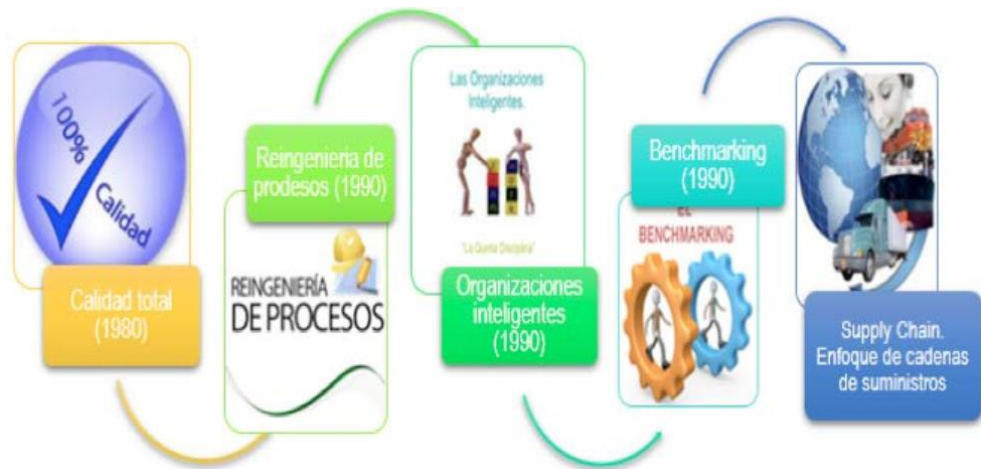 100%
Calidad
Calidad total
(1980)
Reingenieria de
prodesos (1990)
REINGENIERÍA
DE PROCESOS
Las Organizaciones
Inteligentes.
"La Quinta Disciplina"
Organizaciones
inteligentes
(1990)
Benchmarking
(1990)
EL
BENCHMARKING
Supply Chain.
Enfoque de cadenas
de suministros